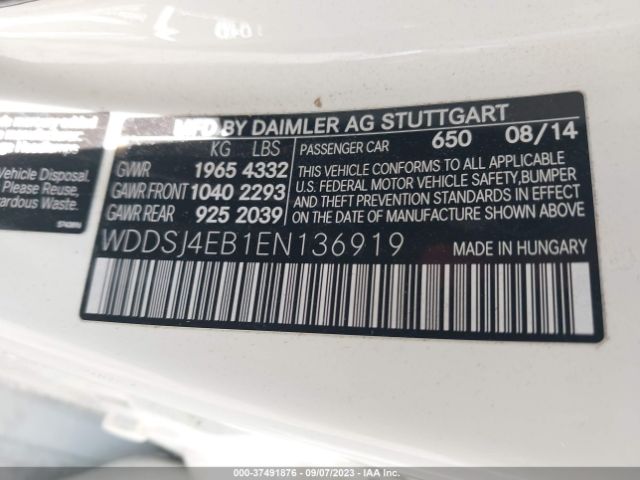 MFD BY DAIMLER AG STUTTGART
KG LBS
GVWR 1965 4332
GAWR FRONT 1040 2293
GAWR REAR 925 2039
PASSENGER CAR 650 08/14
THIS VEHICLE CONFORMS TO ALL APPLICABLE
U.S. FEDERAL MOTOR VEHICLE SAFETY, BUMPER
AND THEFT PREVENTION STANDARDS IN EFFECT
ON THE DATE OF MANUFACTURE SHOWN ABOVE.
WDDSJ4EB1EN136919 MADE IN HUNGARY
Vehicle Disposal.
Please Reuse,
Hazardous Waste.
000-37491876 - 09/07/2023 - IAA Inc.